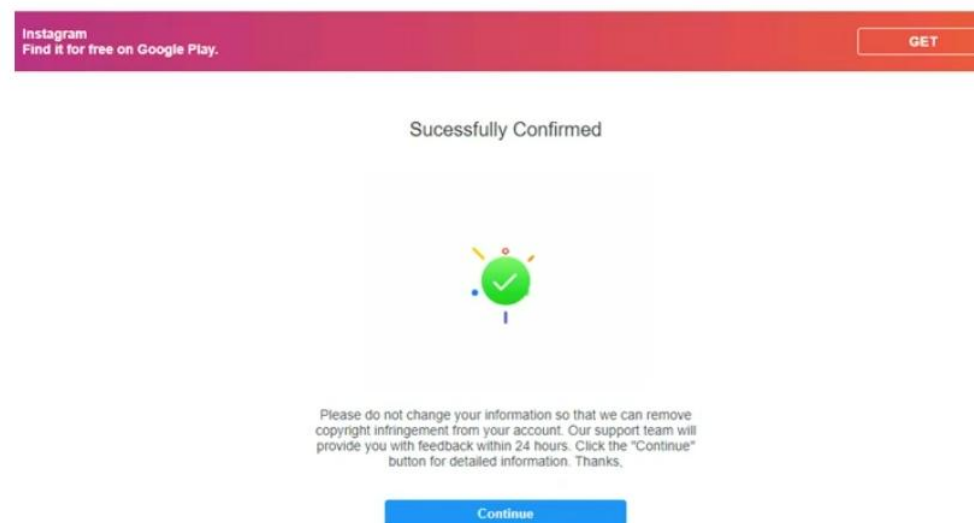 Instagram
Find it for free on Google Play.
GET
Sucessfully Confirmed
Please do not change your information so that we can remove
copyright infringement from your account. Our support team will
provide you with feedback within 24 hours. Click the "Continue"
button for detailed information. Thanks,
Continue